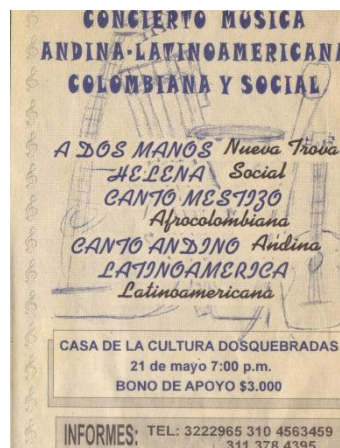 CONCIERTO MÚSICA
ANDINA-LATINOAMERICANA
COLOMBIANA Y SOCIAL
A DOS MANOS Nueva Trova
HELENA Social
CANTO MESTIZO
Afrocolombiana
CANTO ANDINO Andina
LATINOAMERICA
Latinoamericana
CASA DE LA CULTURA DOSQUEBRADAS
21 de mayo 7:00 p.m.
BONO DE APOYO $3.000
INFORMES: TEL: 3222965 310 4563459
311 378 4395